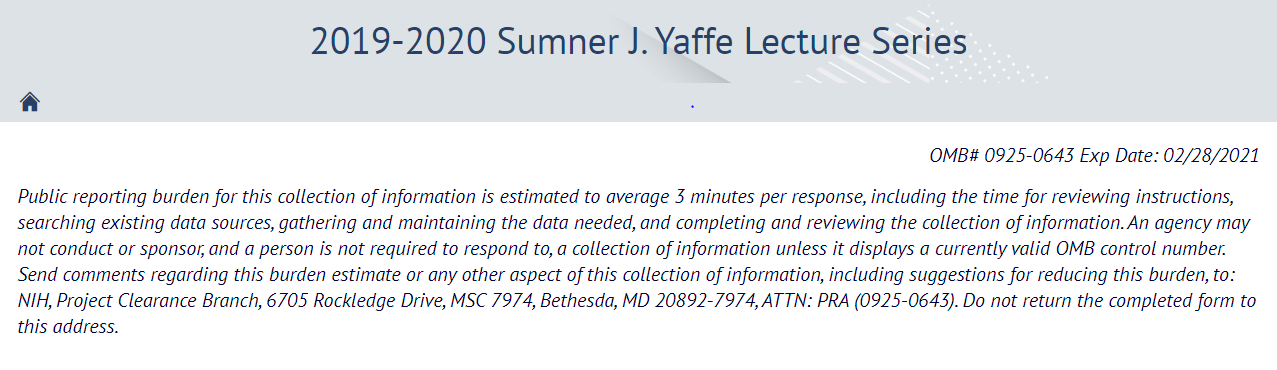 2019-2020 Sumner J. Yaffe Lecture Series
OMB# 0925-0643 Exp Date: 02/28/2021
Public reporting burden for this collection of information is estimated to average 3 minutes per response, including the time for reviewing instructions,
searching existing data sources, gathering and maintaining the data needed, and completing and reviewing the collection of information. An agency may
not conduct or sponsor, and a person is not required to respond to, a collection of information unless it displays a currently valid OMB control number.
Send comments regarding this burden estimate or any other aspect of this collection of information, including suggestions for reducing this burden, to:
NIH, Project Clearance Branch, 6705 Rockledge Drive, MSC 7974, Bethesda, MD 20892-7974, ATTN: PRA (0925-0643). Do not return the completed form to
this address.